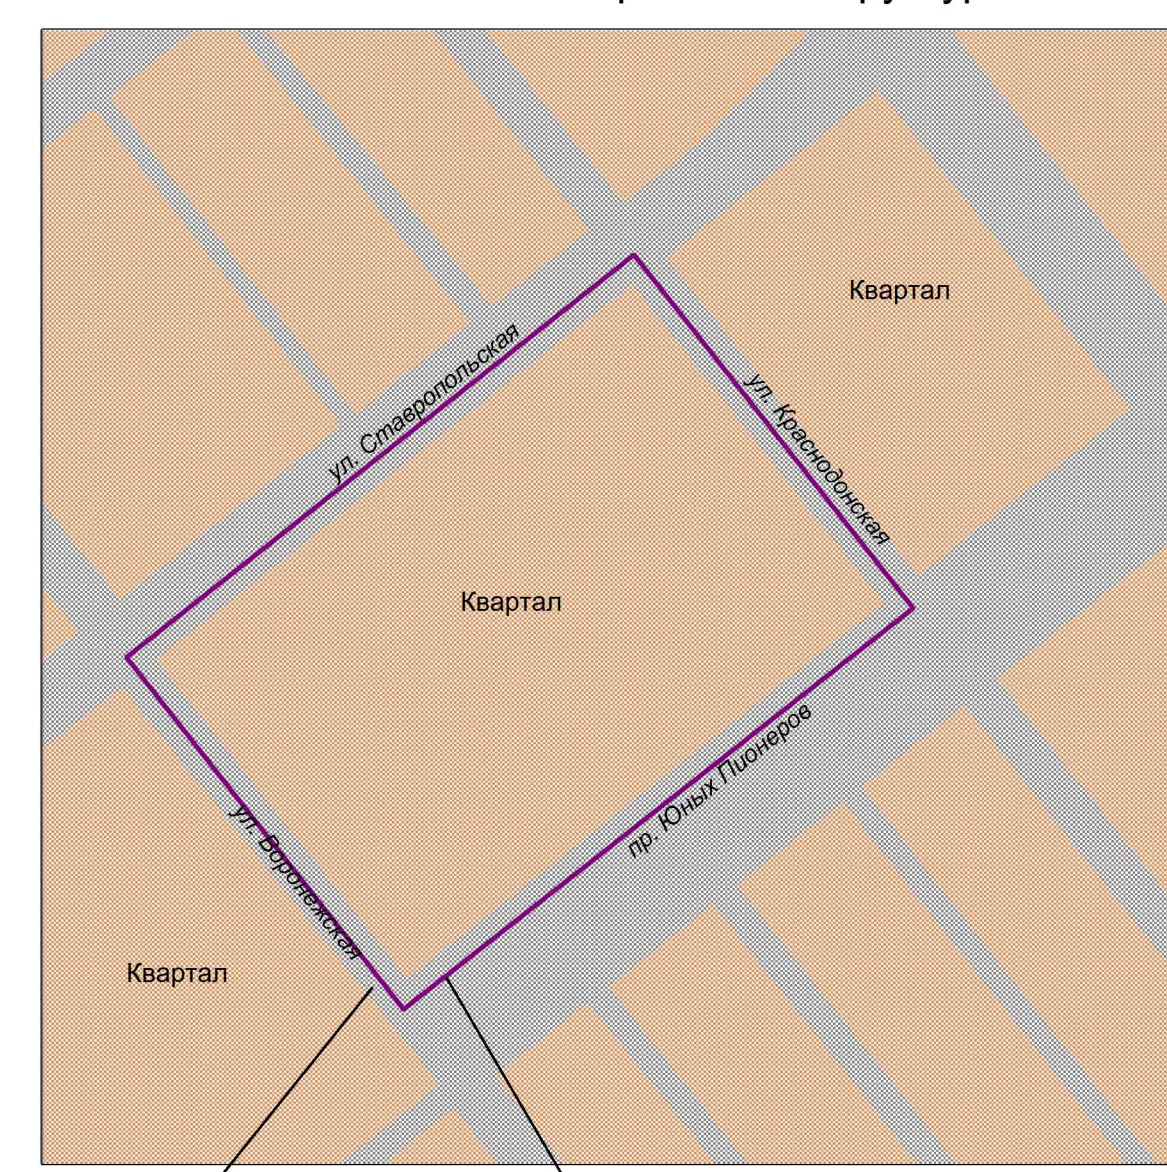 Квартал
ул. Ставропольская
ул. Краснодонская
Квартал
пр. Юных Пионеров
ул. Воронежская
Квартал